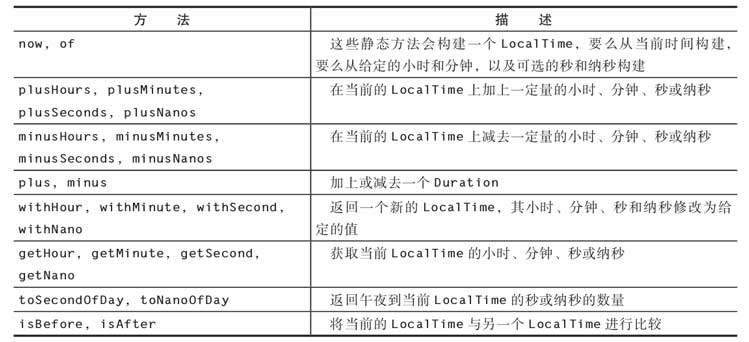 方 法 描 述
now, of 这些静态方法会构建一个 LocalTime，要么从当前时间构建，
要么从给定的小时和分钟，以及可选的秒和纳秒构建
plusHours, plusMinutes, 在当前的 LocalTime 上加上一定量的小时、分钟、秒或纳秒
plusSeconds, plusNanos
minusHours, minusMinutes, 在当前的 LocalTime 上减去一定量的小时、分钟、秒或纳秒
minusSeconds, minusNanos
plus, minus 加上或减去一个 Duration
withHour, withMinute, withSecond, 返回一个新的 LocalTime，其小时、分钟、秒和纳秒修改为给
withNano 定的值
getHour, getMinute, getSecond, 获取当前 LocalTime 的小时、分钟、秒或纳秒
getNano
toSecondOfDay, toNanoOfDay 返回午夜到当前 LocalTime 的秒或纳秒的数量
isBefore, isAfter 将当前的 LocalTime 与另一个 LocalTime 进行比较